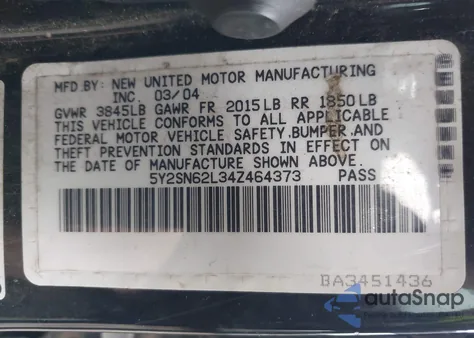 MFD.BY: NEW UNITED MOTOR MANUFACTURING
INC. 03/04
GVWR 3845LB GAWR FR 2015LB RR 1850LB
THIS VEHICLE CONFORMS TO ALL APPLICABLE
FEDERAL MOTOR VEHICLE SAFETY,BUMPER,AND
THEFT PREVENTION STANDARDS IN EFFECT ON
THE DATE OF MANUFACTURE SHOWN ABOVE.
5Y2SN62L34Z464373 PASS
BA3451436
autoSnap